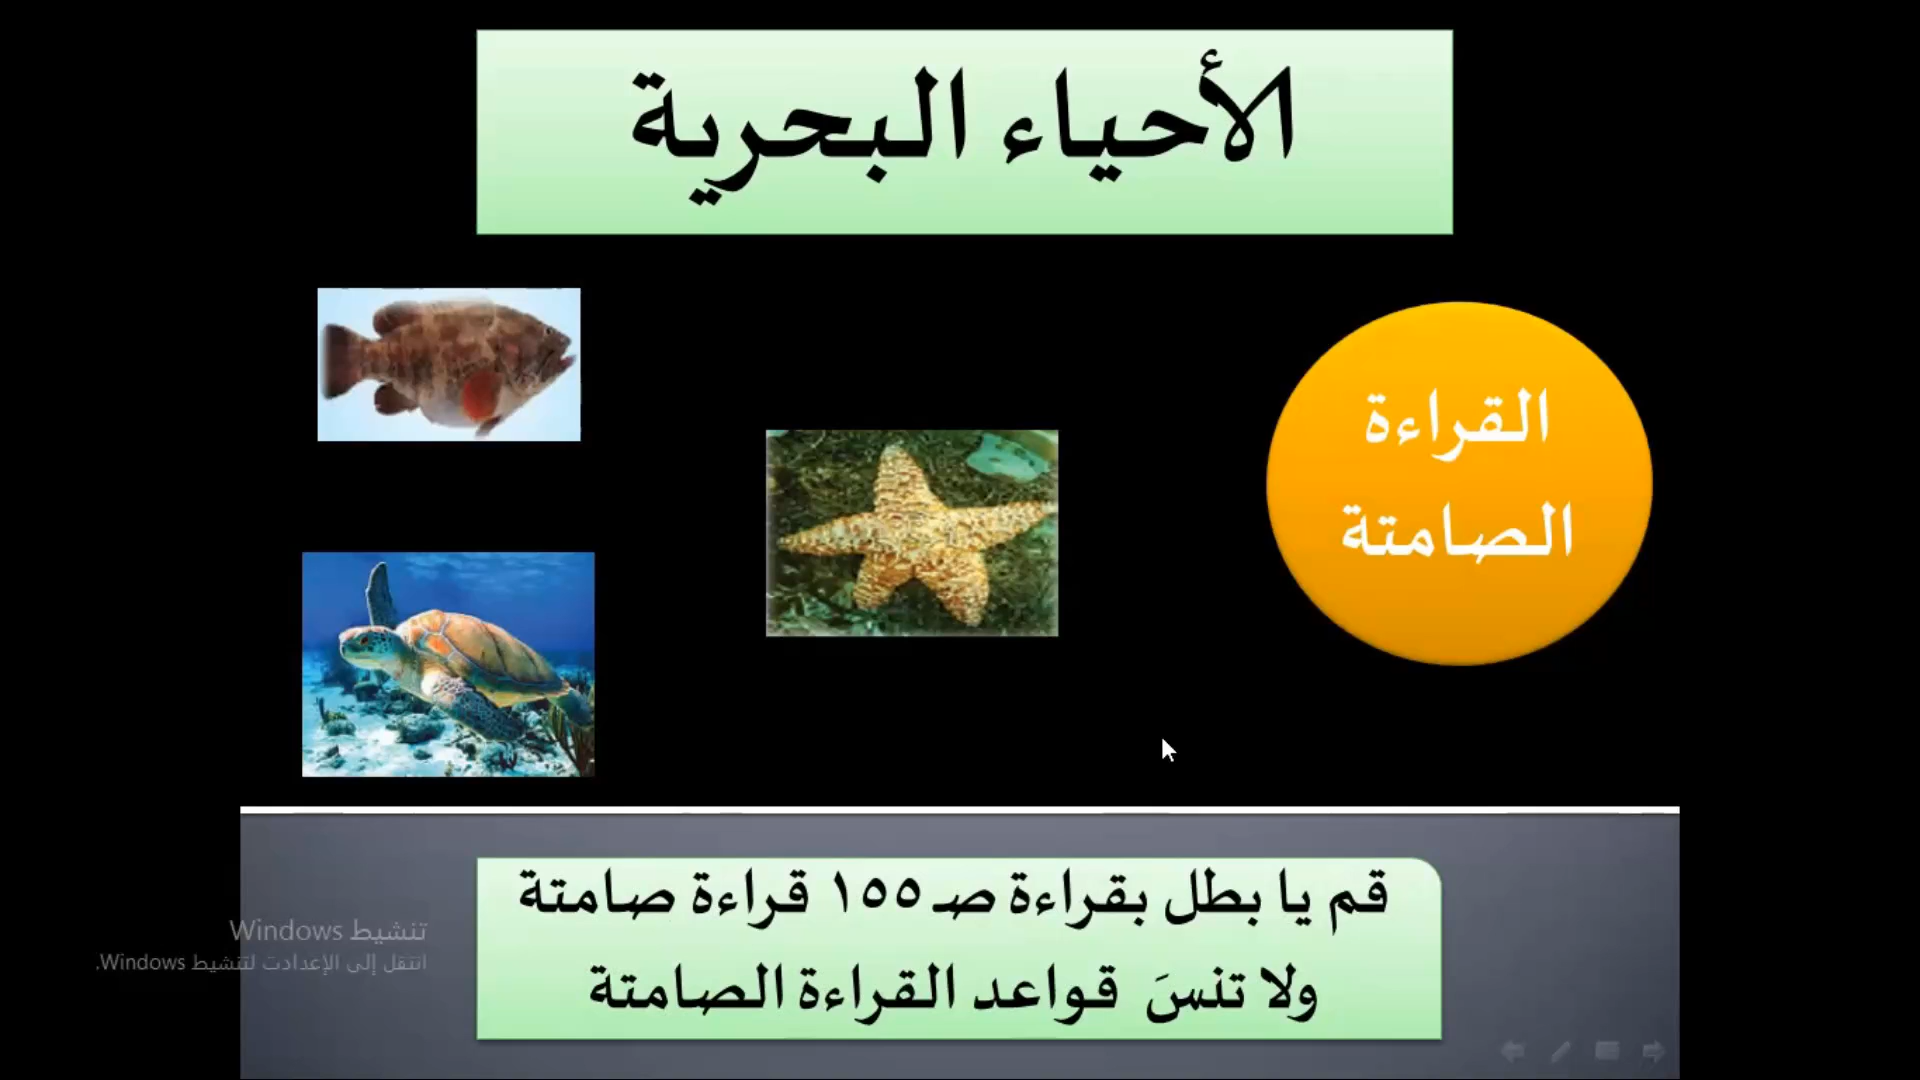 الأحياء البحرية
القراءة
الصامتة
قم يا بطل بقراءة صـ ١٥٥ قراءة صامتة
ولا تنسَ قواعد القراءة الصامتة
تنشيط Windows
انتقل إلى الإعدادت لتنشيط Windows.